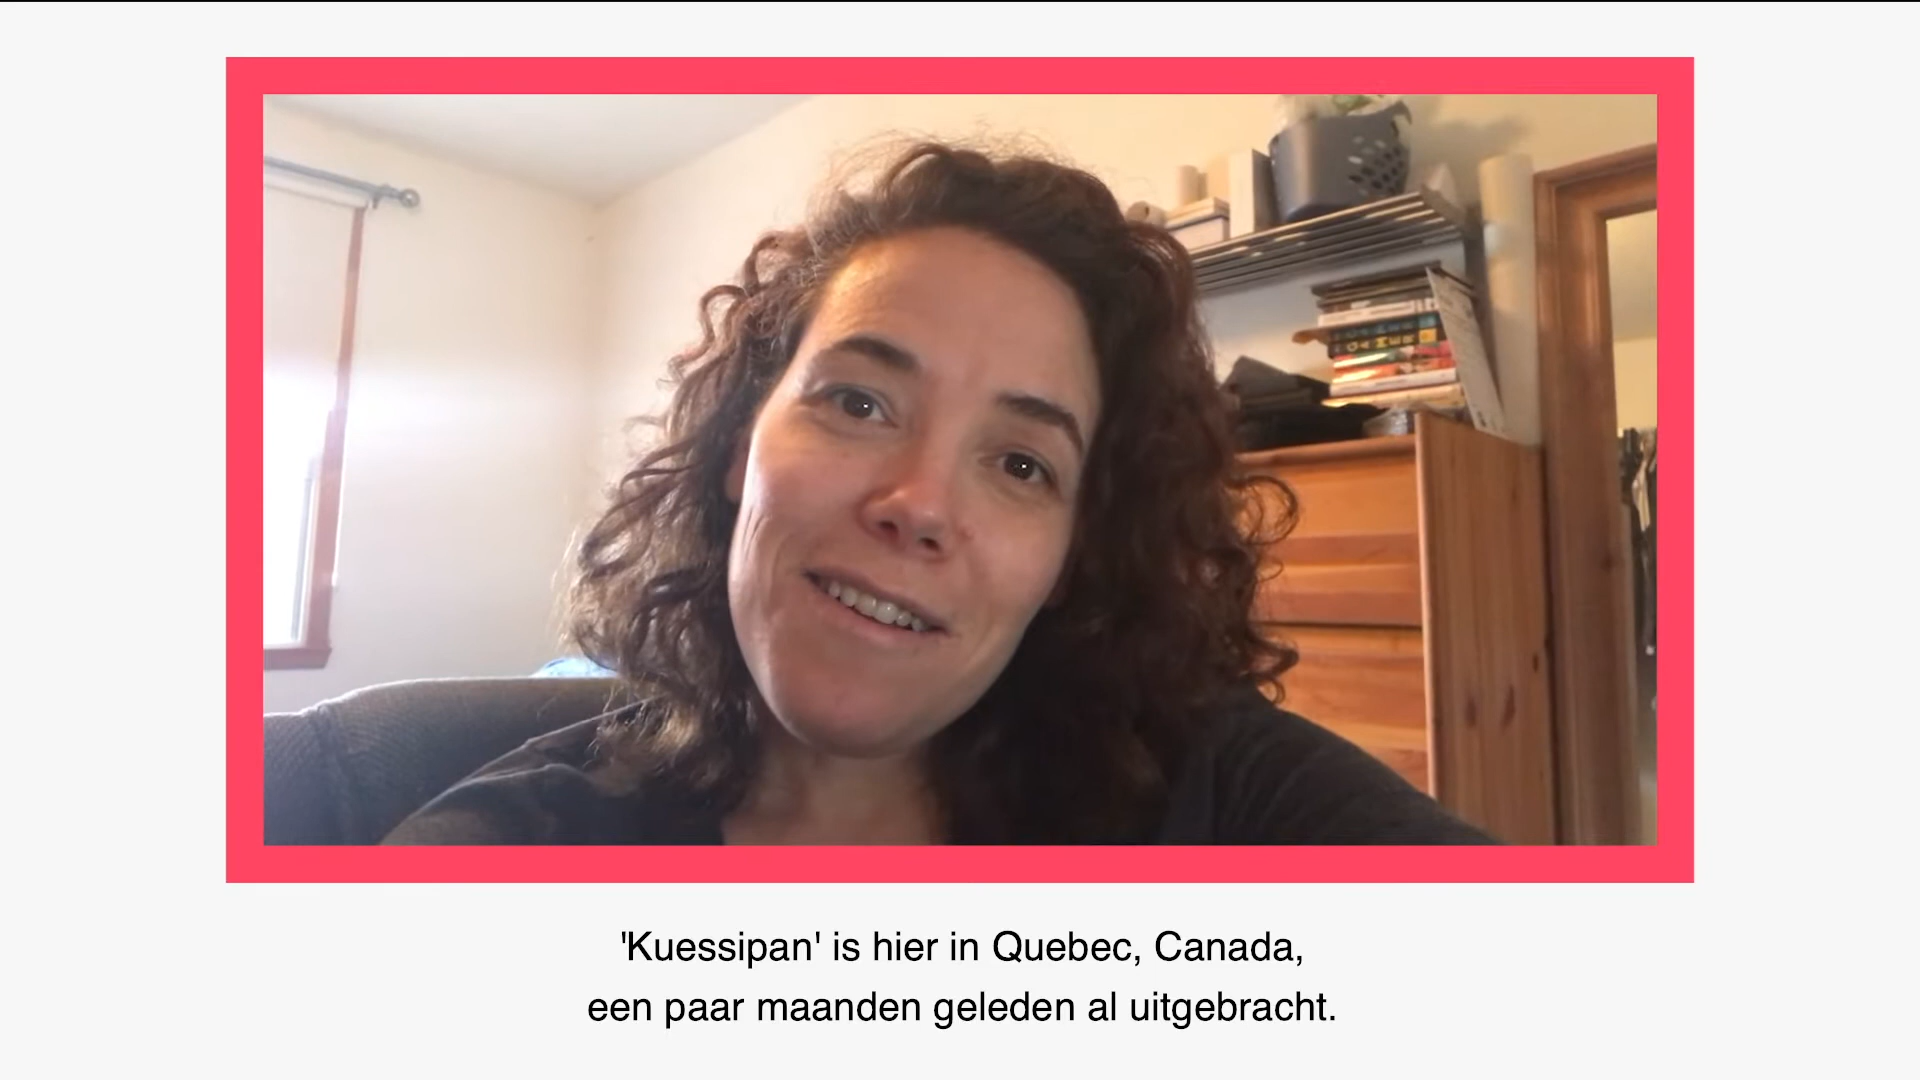 'Kuessipan' is hier in Quebec, Canada,
een paar maanden geleden al uitgebracht.